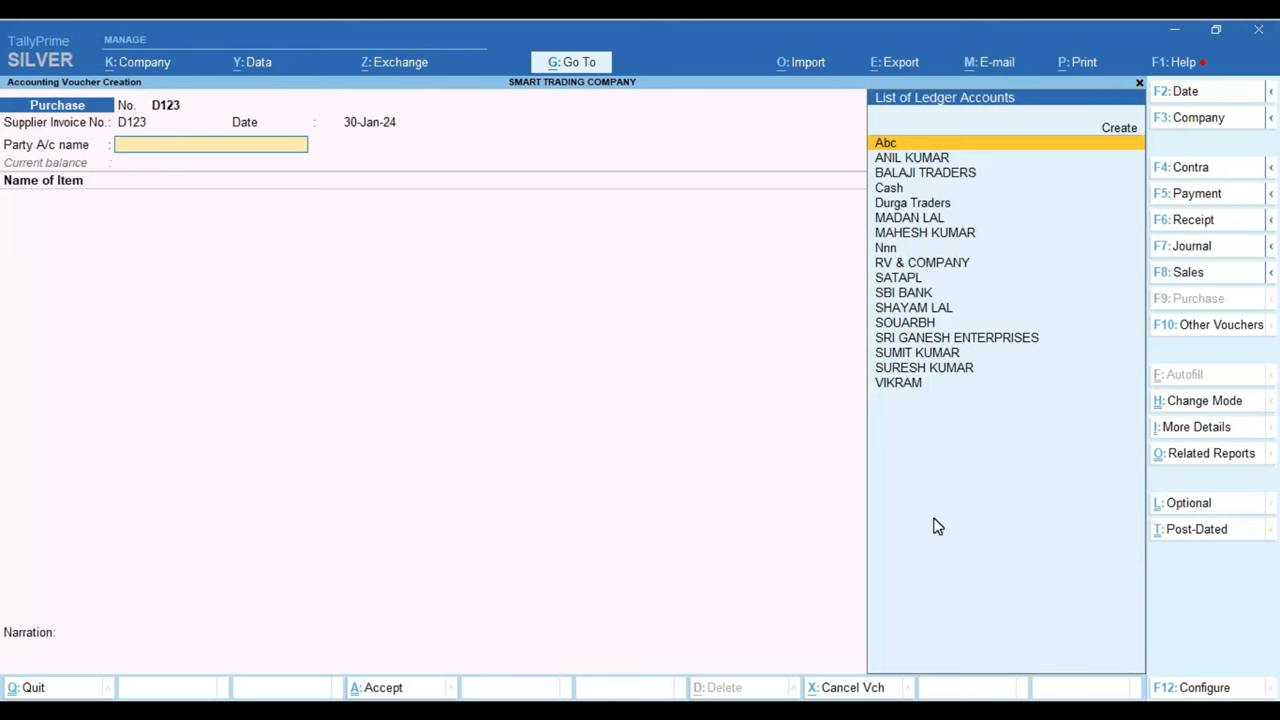 TallyPrime
SILVER
MANAGE
K: Company
Y: Data
Z: Exchange
G: Go To
O: Import
E: Export
M: E-mail
P: Print
F1: Help
Accounting Voucher Creation
SMART TRADING COMPANY
Purchase No. D123
Supplier Invoice No.: D123 Date : 30-Jan-24
Party A/c name :
Current balance :
Name of Item
Narration:
List of Ledger Accounts
Create
Abc
ANIL KUMAR
BALAJI TRADERS
Cash
Durga Traders
MADAN LAL
MAHESH KUMAR
Nnn
RV & COMPANY
SATAPL
SBI BANK
SHAYAM LAL
SOUARBH
SRI GANESH ENTERPRISES
SUMIT KUMAR
SURESH KUMAR
VIKRAM
F2: Date
F3: Company
F4: Contra
F5: Payment
F6: Receipt
F7: Journal
F8: Sales
F9: Purchase
F10: Other Vouchers
F: Autofill
H: Change Mode
I: More Details
O: Related Reports
L: Optional
T: Post-Dated
Q: Quit
A: Accept
D: Delete
X: Cancel Vch
F12: Configure